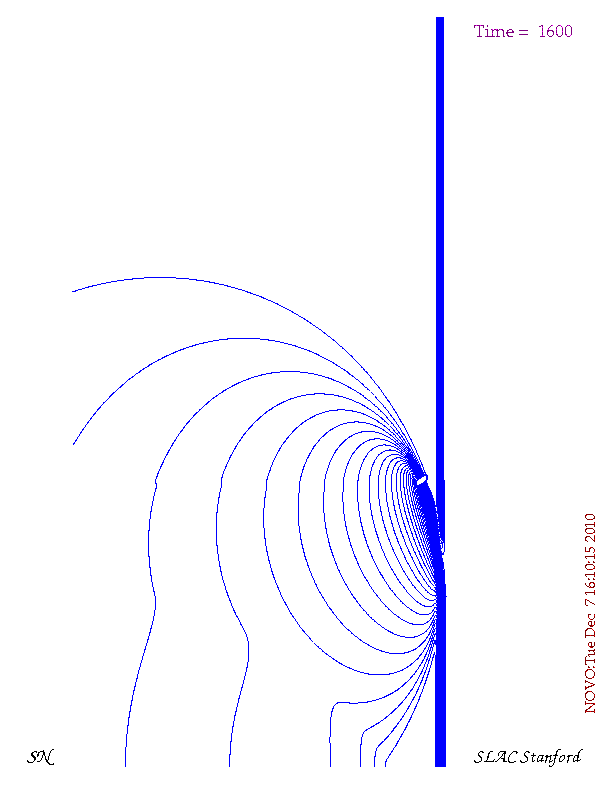 Time = 1600
NOVO:Tue Dec 7 16:10:15 2010
SN
SLAC Stanford